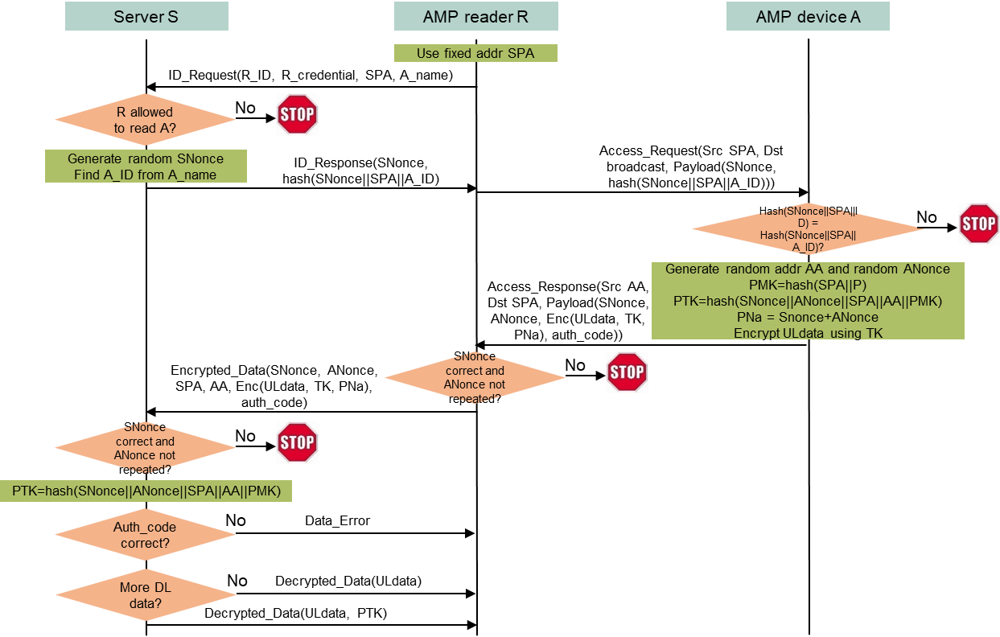 Server S
AMP reader R
AMP device A
Use fixed addr SPA
ID_Request(R_ID, R_credential, SPA, A_name)
R allowed
to read A?
No
STOP
Generate random SNonce
Find A_ID from A_name
ID_Response(SNonce,
hash(SNonce||SPA||A_ID)
Access_Request(Src SPA, Dst
broadcast, Payload(SNonce,
hash(SNonce||SPA||A_ID)))
Hash(SNonce||SPA||I
D) =
Hash(SNonce||SPA||
A_ID)?
No
STOP
Generate random addr AA and random ANonce
PMK=hash(SPA||P)
PTK=hash(SNonce||ANonce||SPA||AA||PMK)
PNa = Snonce+ANonce
Encrypt ULdata using TK
Access_Response(Src AA,
Dst SPA, Payload(SNonce,
ANonce, Enc(ULdata, TK,
PNa), auth_code))
SNonce
correct and
ANonce not
repeated?
No
STOP
Encrypted_Data(SNonce, ANonce,
SPA, AA, Enc(ULdata, TK, PNa),
auth_code)
SNonce
correct and
ANonce not
repeated?
No
STOP
PTK=hash(SNonce||ANonce||SPA||AA||PMK)
Auth_code
correct?
No
Data_Error
More DL
data?
No
Decrypted_Data(ULdata)
Decrypted_Data(ULdata, PTK)